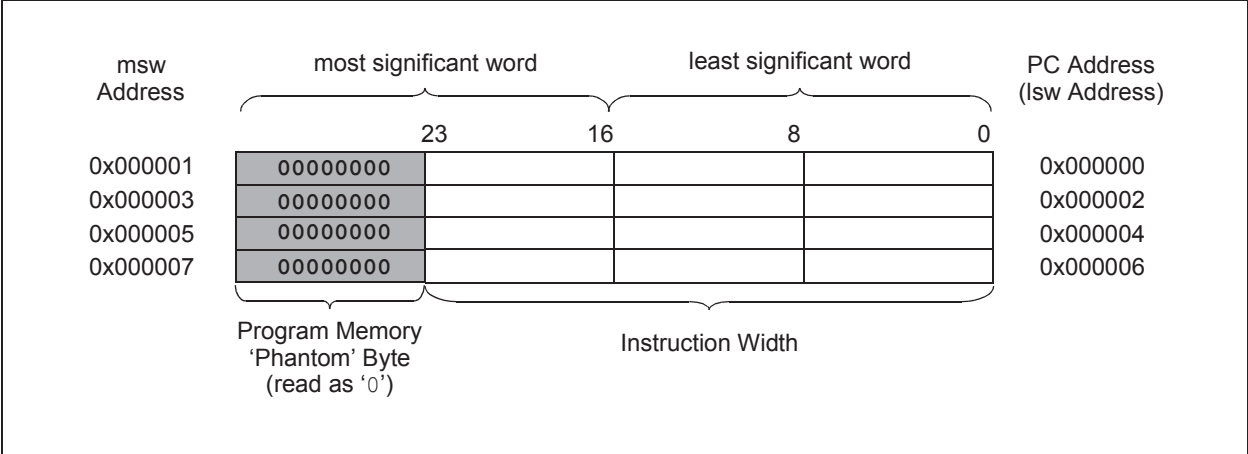 msw
Address
most significant word
least significant word
PC Address
(lsw Address)
23 16 8 0
0x000001 00000000 0x000000
0x000003 00000000 0x000002
0x000005 00000000 0x000004
0x000007 00000000 0x000006
Program Memory
‘Phantom’ Byte
(read as ‘0’)
Instruction Width